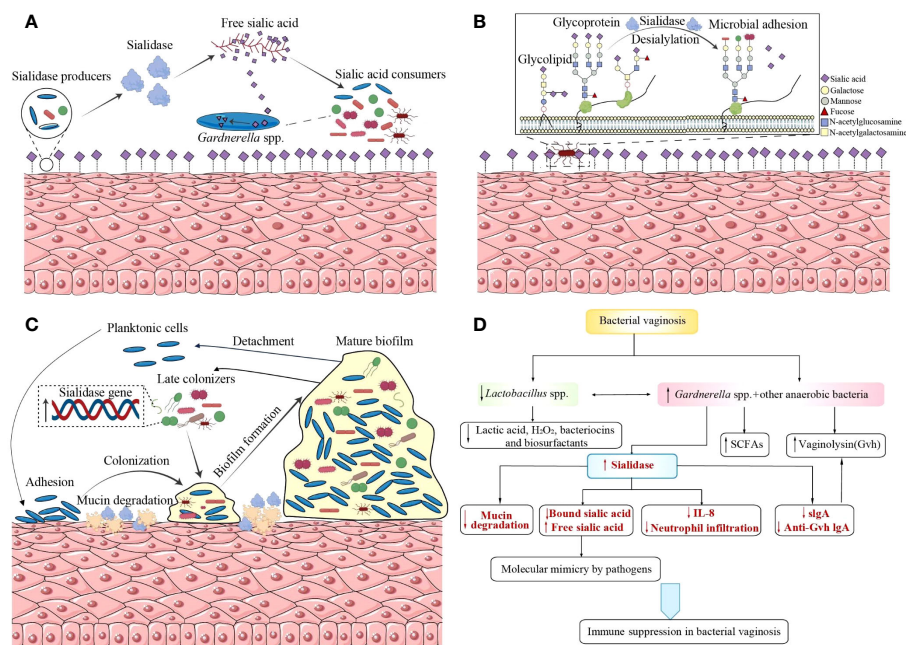 A
Free sialic acid
Sialidase
Sialidase producers
Sialic acid consumers
Gardnerella spp.
B
Glycoprotein
Sialidase
Microbial adhesion
Desialylation
Glycolipid
Sialic acid
Galactose
Mannose
Fucose
N-acetylglucosamine
N-acetylgalactosamine
C
Planktonic cells
Detachment
Mature biofilm
Late colonizers
Sialidase gene
Biofilm formation
Colonization
Adhesion
Mucin degradation
D
Bacterial vaginosis
↓ Lactobacillus spp.
↑ Gardnerella spp.+other anaerobic bacteria
↓ Lactic acid, H₂O₂, bacteriocins
and biosurfactants
↑ SCFAs
↑ Vaginolysin(Gvh)
↑ Sialidase
Mucin
degradation
↓Bound sialic acid
↑ Free sialic acid
↓ IL-8
↓Neutrophil infiltration
↓ sIgA
↓ Anti-Gvh IgA
Molecular mimicry by pathogens
Immune suppression in bacterial vaginosis